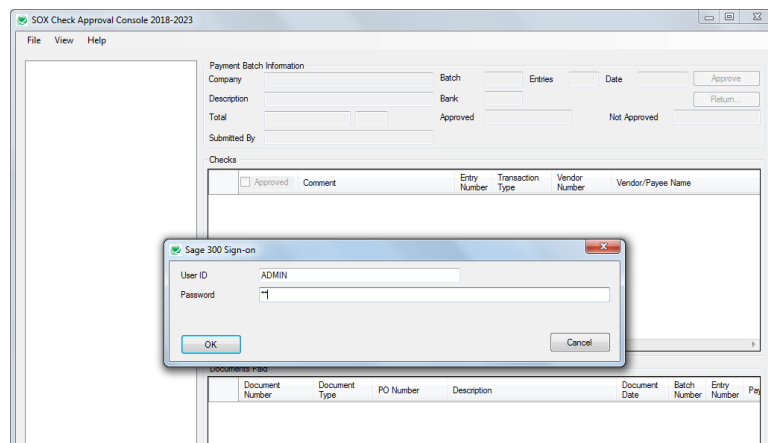 SOX Check Approval Console 2018-2023
File View Help
Payment Batch Information
Company Batch Entries Date Approve
Description Bank Return...
Total Approved Not Approved
Submitted By
Checks
Approved Comment Entry Number Transaction Type Vendor Number Vendor/Payee Name
Sage 300 Sign-on
User ID ADMIN
Password **
OK Cancel
Documents Paid
Document Number Document Type PO Number Description Document Date Batch Number Entry Number Pay